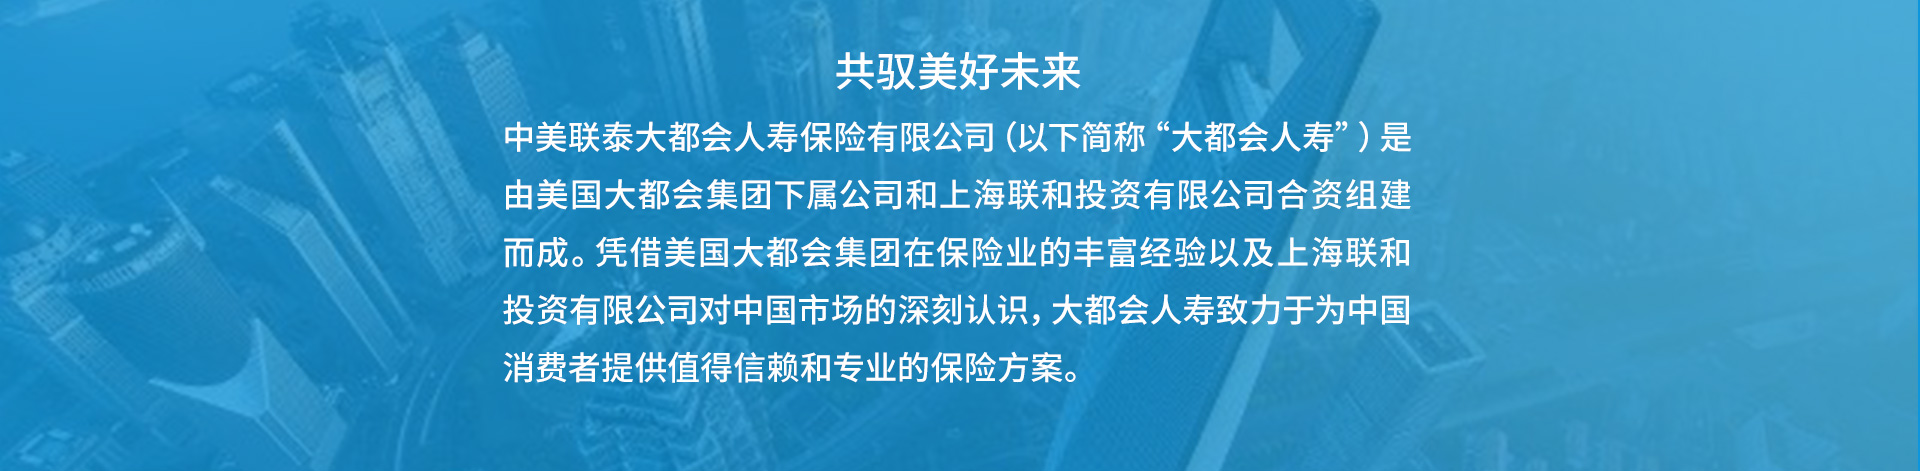 共驭美好未来
中美联泰大都会人寿保险有限公司（以下简称“大都会人寿”）是
由美国大都会集团下属公司和上海联和投资有限公司合资组建
而成。凭借美国大都会集团在保险业的丰富经验以及上海联和
投资有限公司对中国市场的深刻认识，大都会人寿致力于为中国
消费者提供值得信赖和专业的保险方案。